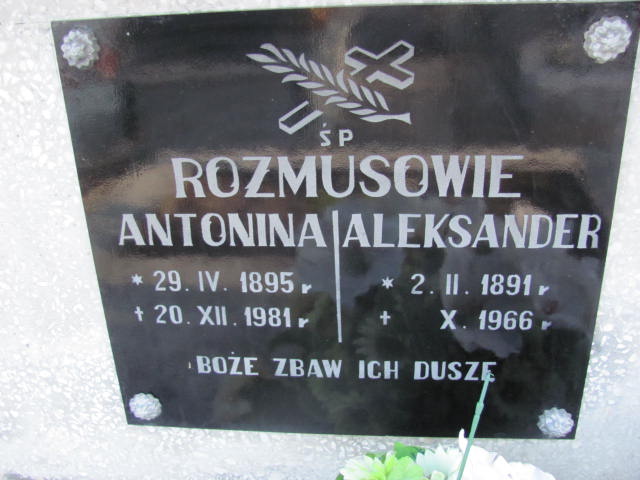 ŚP
ROZMUSOWIE
ANTONINA ALEKSANDER
* 29. IV. 1895 r * 2. II. 1891 r
† 20. XII. 1981 r † X. 1966 r
BOŻE ZBAW ICH DUSZE